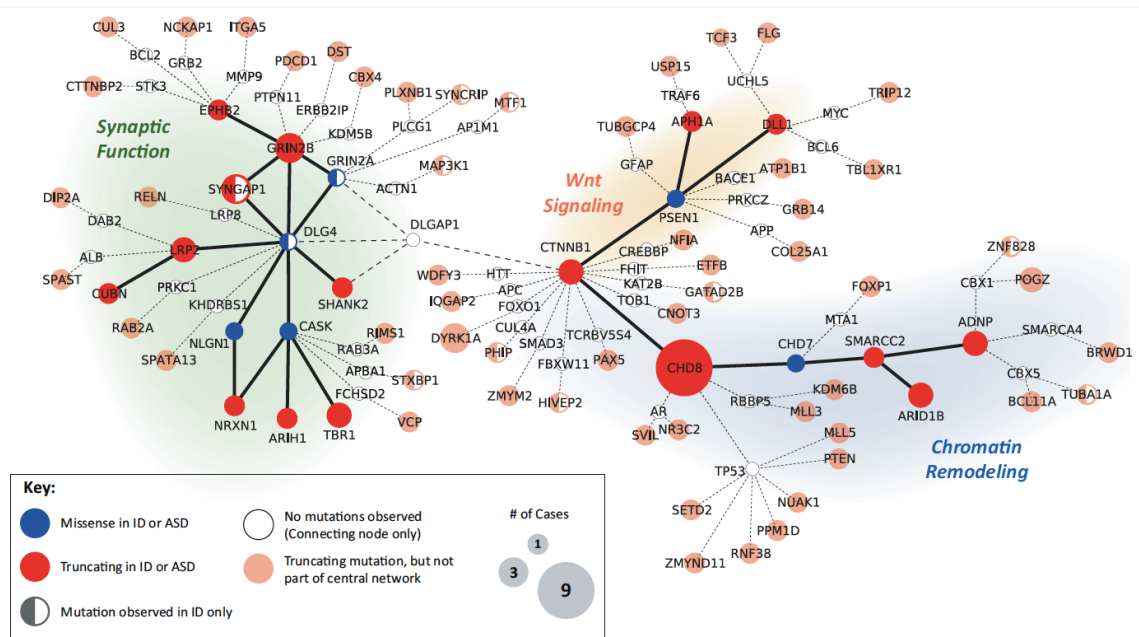 CUL3
NCKAP1
ITGA5
BCL2
GRB2
DST
PDCD1
MMP9
CBX4
CTTNBP2
STK3
PTPN11
ERBB2IP
PLXNB1
SYNCRIP
MTF1
EPHB2
KDM5B
PLCG1
AP1M1
Synaptic
Function
GRIN2B
GRIN2A
MAP3K1
SYNGAP1
ACTN1
DIP2A
RELN
LRP8
DAB2
DLG4
DLGAP1
LRP2
ALB
SPAST
CUBN
PRKC1
SHANK2
KHDRBS1
RAB2A
NLGN1
CASK
RIMS1
SPATA13
RAB3A
APBA1
STXBP1
FCHSD2
VCP
NRXN1
ARIH1
TBR1
TCF3
FLG
USP15
UCHL5
TRAF6
TRIP12
MYC
APH1A
DLL1
TUBGCP4
BCL6
GFAP
TBL1XR1
BACE1
ATP1B1
Wnt
Signaling
PRKCZ
PSEN1
GRB14
APP
COL25A1
CTNNB1
CREBBP
NFIA
WDFY3
HTT
FHIT
ETFB
APC
KAT2B
IQGAP2
FOXO1
TOB1
GATAD2B
CNOT3
DYRK1A
CUL4A
SMAD3
TCRBV5S4
PHIP
FBXW11
PAX5
ZMYM2
HIVEP2
CHD8
ZNF828
CBX1
POGZ
FOXP1
MTA1
ADNP
CHD7
SMARCC2
SMARCA4
BRWD1
CBX5
TUBA1A
BCL11A
ARID1B
KDM6B
RBBP5
MLL3
AR
NR3C2
SVIL
MLL5
PTEN
TP53
Chromatin
Remodeling
SETD2
NUAK1
PPM1D
RNF38
ZMYND11
Key:
Missense in ID or ASD
Truncating in ID or ASD
Mutation observed in ID only
No mutations observed
(Connecting node only)
Truncating mutation, but not
part of central network
# of Cases
1
3
9